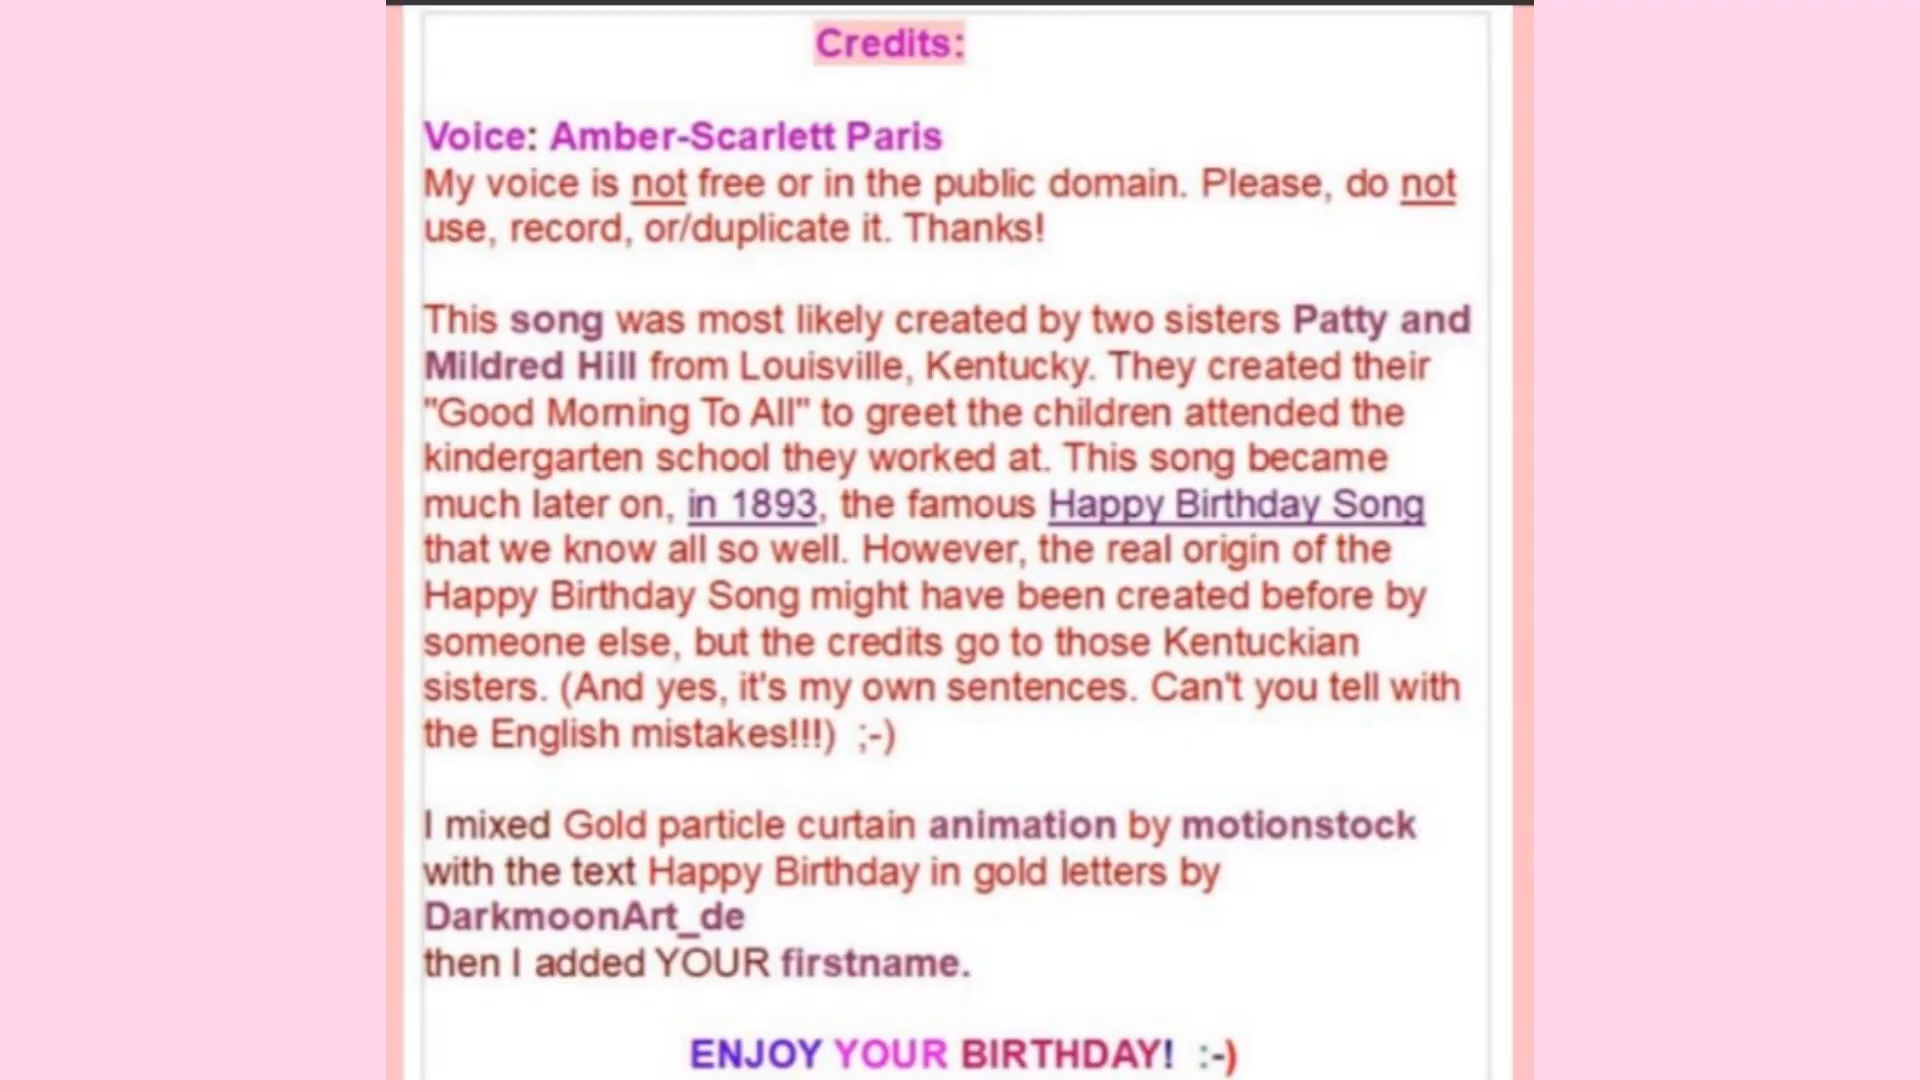 Credits:
Voice: Amber-Scarlett Paris
My voice is not free or in the public domain. Please, do not
use, record, or/duplicate it. Thanks!
This song was most likely created by two sisters Patty and
Mildred Hill from Louisville, Kentucky. They created their
"Good Morning To All" to greet the children attended the
kindergarten school they worked at. This song became
much later on, in 1893, the famous Happy Birthday Song
that we know all so well. However, the real origin of the
Happy Birthday Song might have been created before by
someone else, but the credits go to those Kentuckian
sisters. (And yes, it's my own sentences. Can't you tell with
the English mistakes!!!) ;-)
I mixed Gold particle curtain animation by motionstock
with the text Happy Birthday in gold letters by
DarkmoonArt_de
then I added YOUR firstname.
ENJOY YOUR BIRTHDAY! :-)